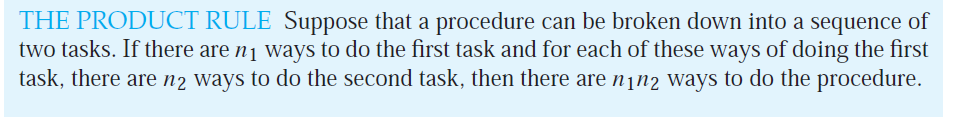 THE PRODUCT RULE Suppose that a procedure can be broken down into a sequence of
two tasks. If there are n₁ ways to do the first task and for each of these ways of doing the first
task, there are n₂ ways to do the second task, then there are n₁n₂ ways to do the procedure.